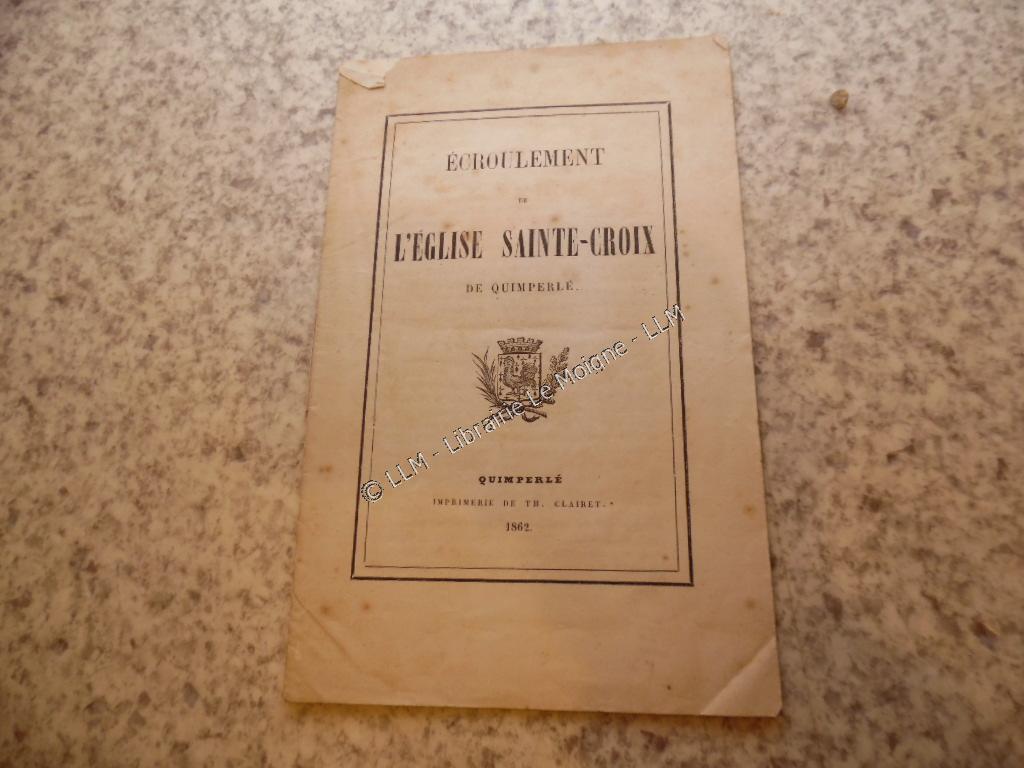 ÉCROULEMENT
DE
L'ÉGLISE SAINTE-CROIX
DE QUIMPERLÉ.
© LLM - Librairie Le Moigne - LLM
QUIMPERLÉ
IMPRIMERIE DE TH. CLAIRET.
1862.